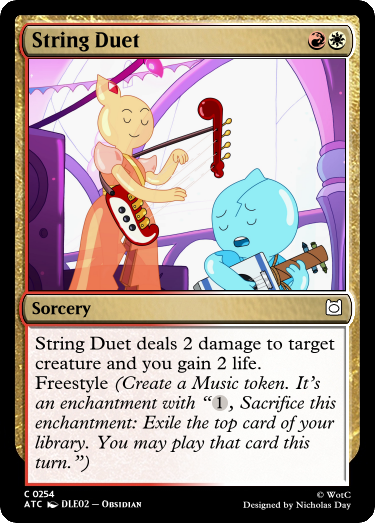 String Duet
Sorcery
String Duet deals 2 damage to target
creature and you gain 2 life.
Freestyle (Create a Music token. It's
an enchantment with “1, Sacrifice this
enchantment: Exile the top card of your
library. You may play that card this
turn.”)
C 0254
ATC DLE02 – Obsidian
© WotC
Designed by Nicholas Day